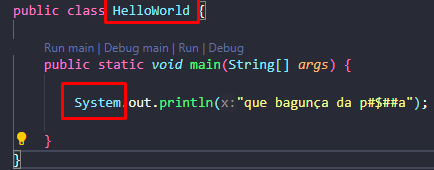 public class HelloWorld {
Run main | Debug main | Run | Debug
public static void main(String[] args) {
System.out.println(x:"que bagunça da p#$##a");
}
}